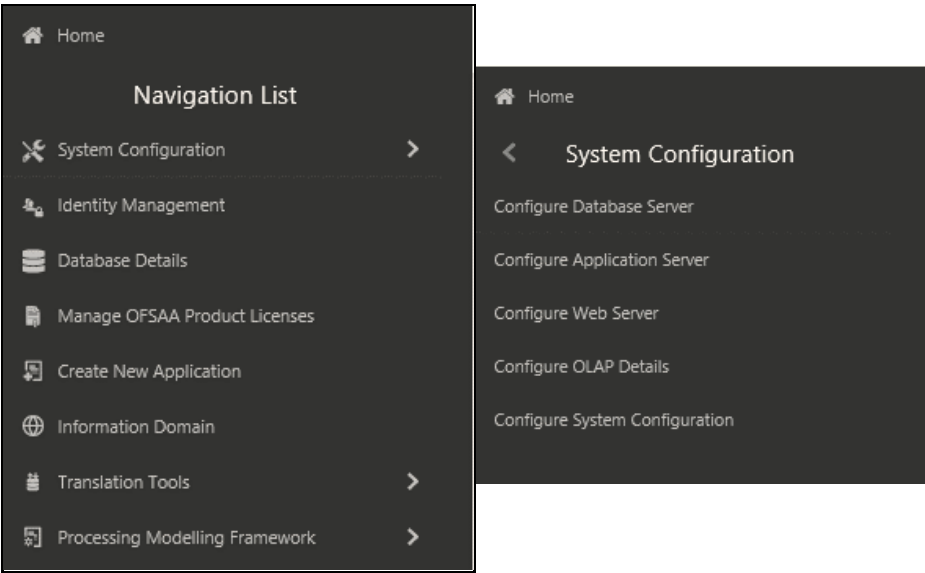 Home
Navigation List
System Configuration
Identity Management
Database Details
Manage OFSAA Product Licenses
Create New Application
Information Domain
Translation Tools
Processing Modelling Framework
Home
System Configuration
Configure Database Server
Configure Application Server
Configure Web Server
Configure OLAP Details
Configure System Configuration